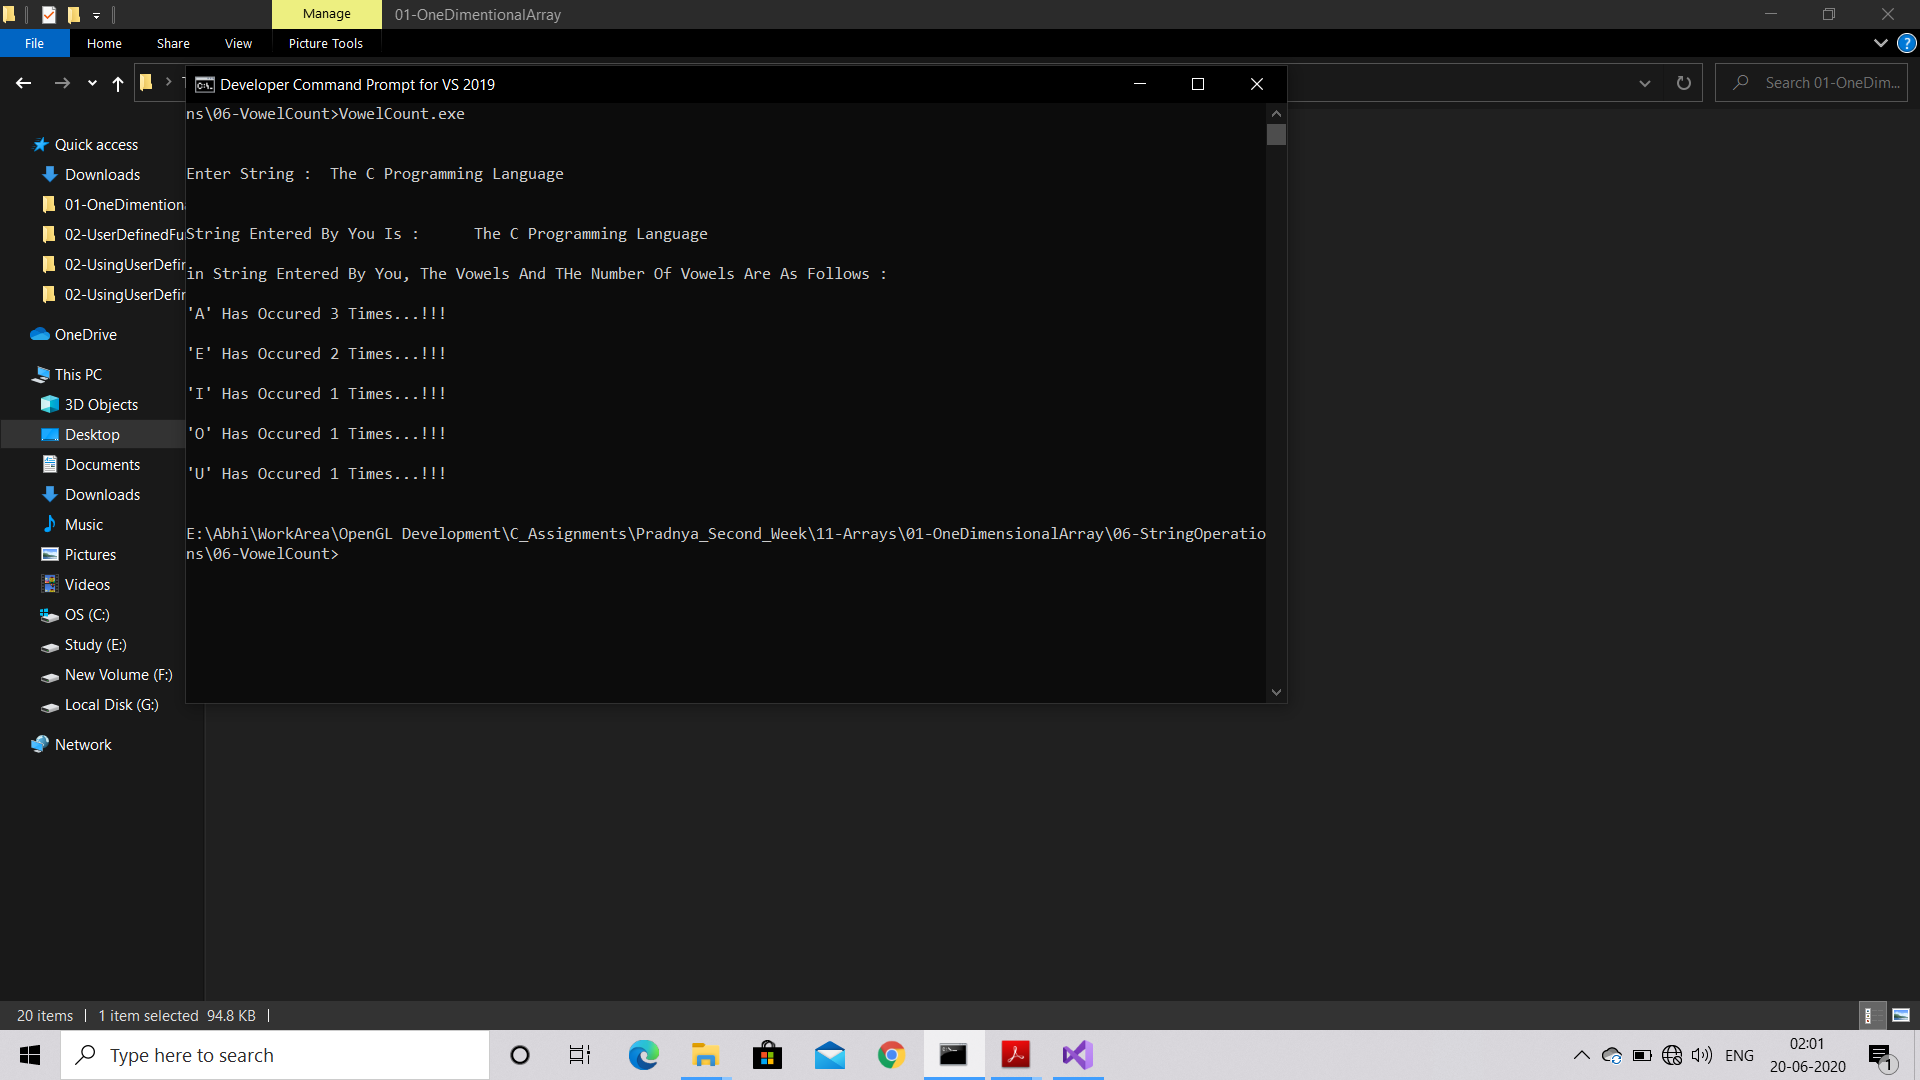 Manage
01-OneDimentionalArray
File
Home
Share
View
Picture Tools
Search 01-OneDim...
Developer Command Prompt for VS 2019
ns\06-VowelCount>VowelCount.exe
Enter String :  The C Programming Language
String Entered By You Is :      The C Programming Language
in String Entered By You, The Vowels And THe Number Of Vowels Are As Follows :
'A' Has Occured 3 Times...!!!
'E' Has Occured 2 Times...!!!
'I' Has Occured 1 Times...!!!
'O' Has Occured 1 Times...!!!
'U' Has Occured 1 Times...!!!
E:\Abhi\WorkArea\OpenGL Development\C_Assignments\Pradnya_Second_Week\11-Arrays\01-OneDimensionalArray\06-StringOperatio
ns\06-VowelCount>
Quick access
Downloads
01-OneDimention
02-UserDefinedFu
02-UsingUserDefin
02-UsingUserDefin
OneDrive
This PC
3D Objects
Desktop
Documents
Downloads
Music
Pictures
Videos
OS (C:)
Study (E:)
New Volume (F:)
Local Disk (G:)
Network
20 items
1 item selected  94.8 KB
Type here to search
ENG
02:01
20-06-2020
1